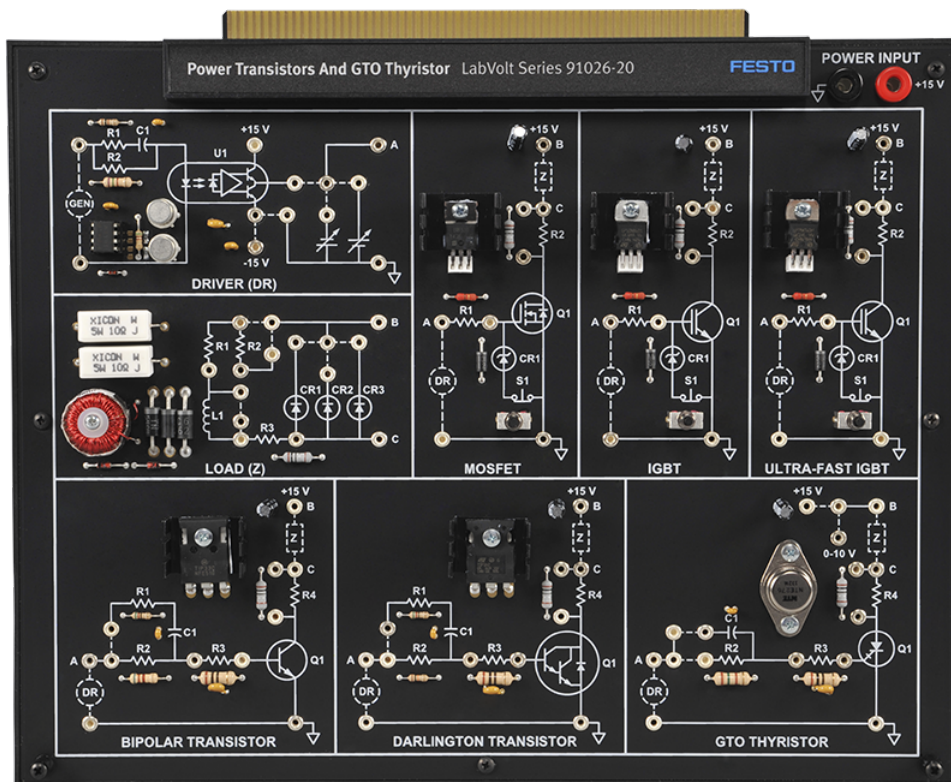 Power Transistors And GTO Thyristor LabVolt Series 91026-20
FESTO
POWER INPUT
+15 V
R1
C1
R2
U1
+15 V
A
GEN
-15 V
DRIVER (DR)
+15 V
B
Z
C
R2
R1
A
Q1
CR1
DR
S1
MOSFET
+15 V
B
Z
C
R2
R1
A
Q1
CR1
DR
S1
IGBT
+15 V
B
Z
C
R2
R1
A
Q1
CR1
DR
S1
ULTRA-FAST IGBT
XICON W
5W 10Ω J
XICON W
5W 10Ω J
R1
R2
B
CR1
CR2
CR3
L1
R3
C
LOAD (Z)
+15 V
B
Z
C
R4
R1
C1
A
R2
R3
Q1
DR
BIPOLAR TRANSISTOR
+15 V
B
Z
C
R4
R1
C1
A
R2
R3
Q1
DR
DARLINGTON TRANSISTOR
+15 V
B
Z
0-10 V
C
R4
C1
A
R2
R3
Q1
DR
NTE
GTO THYRISTOR